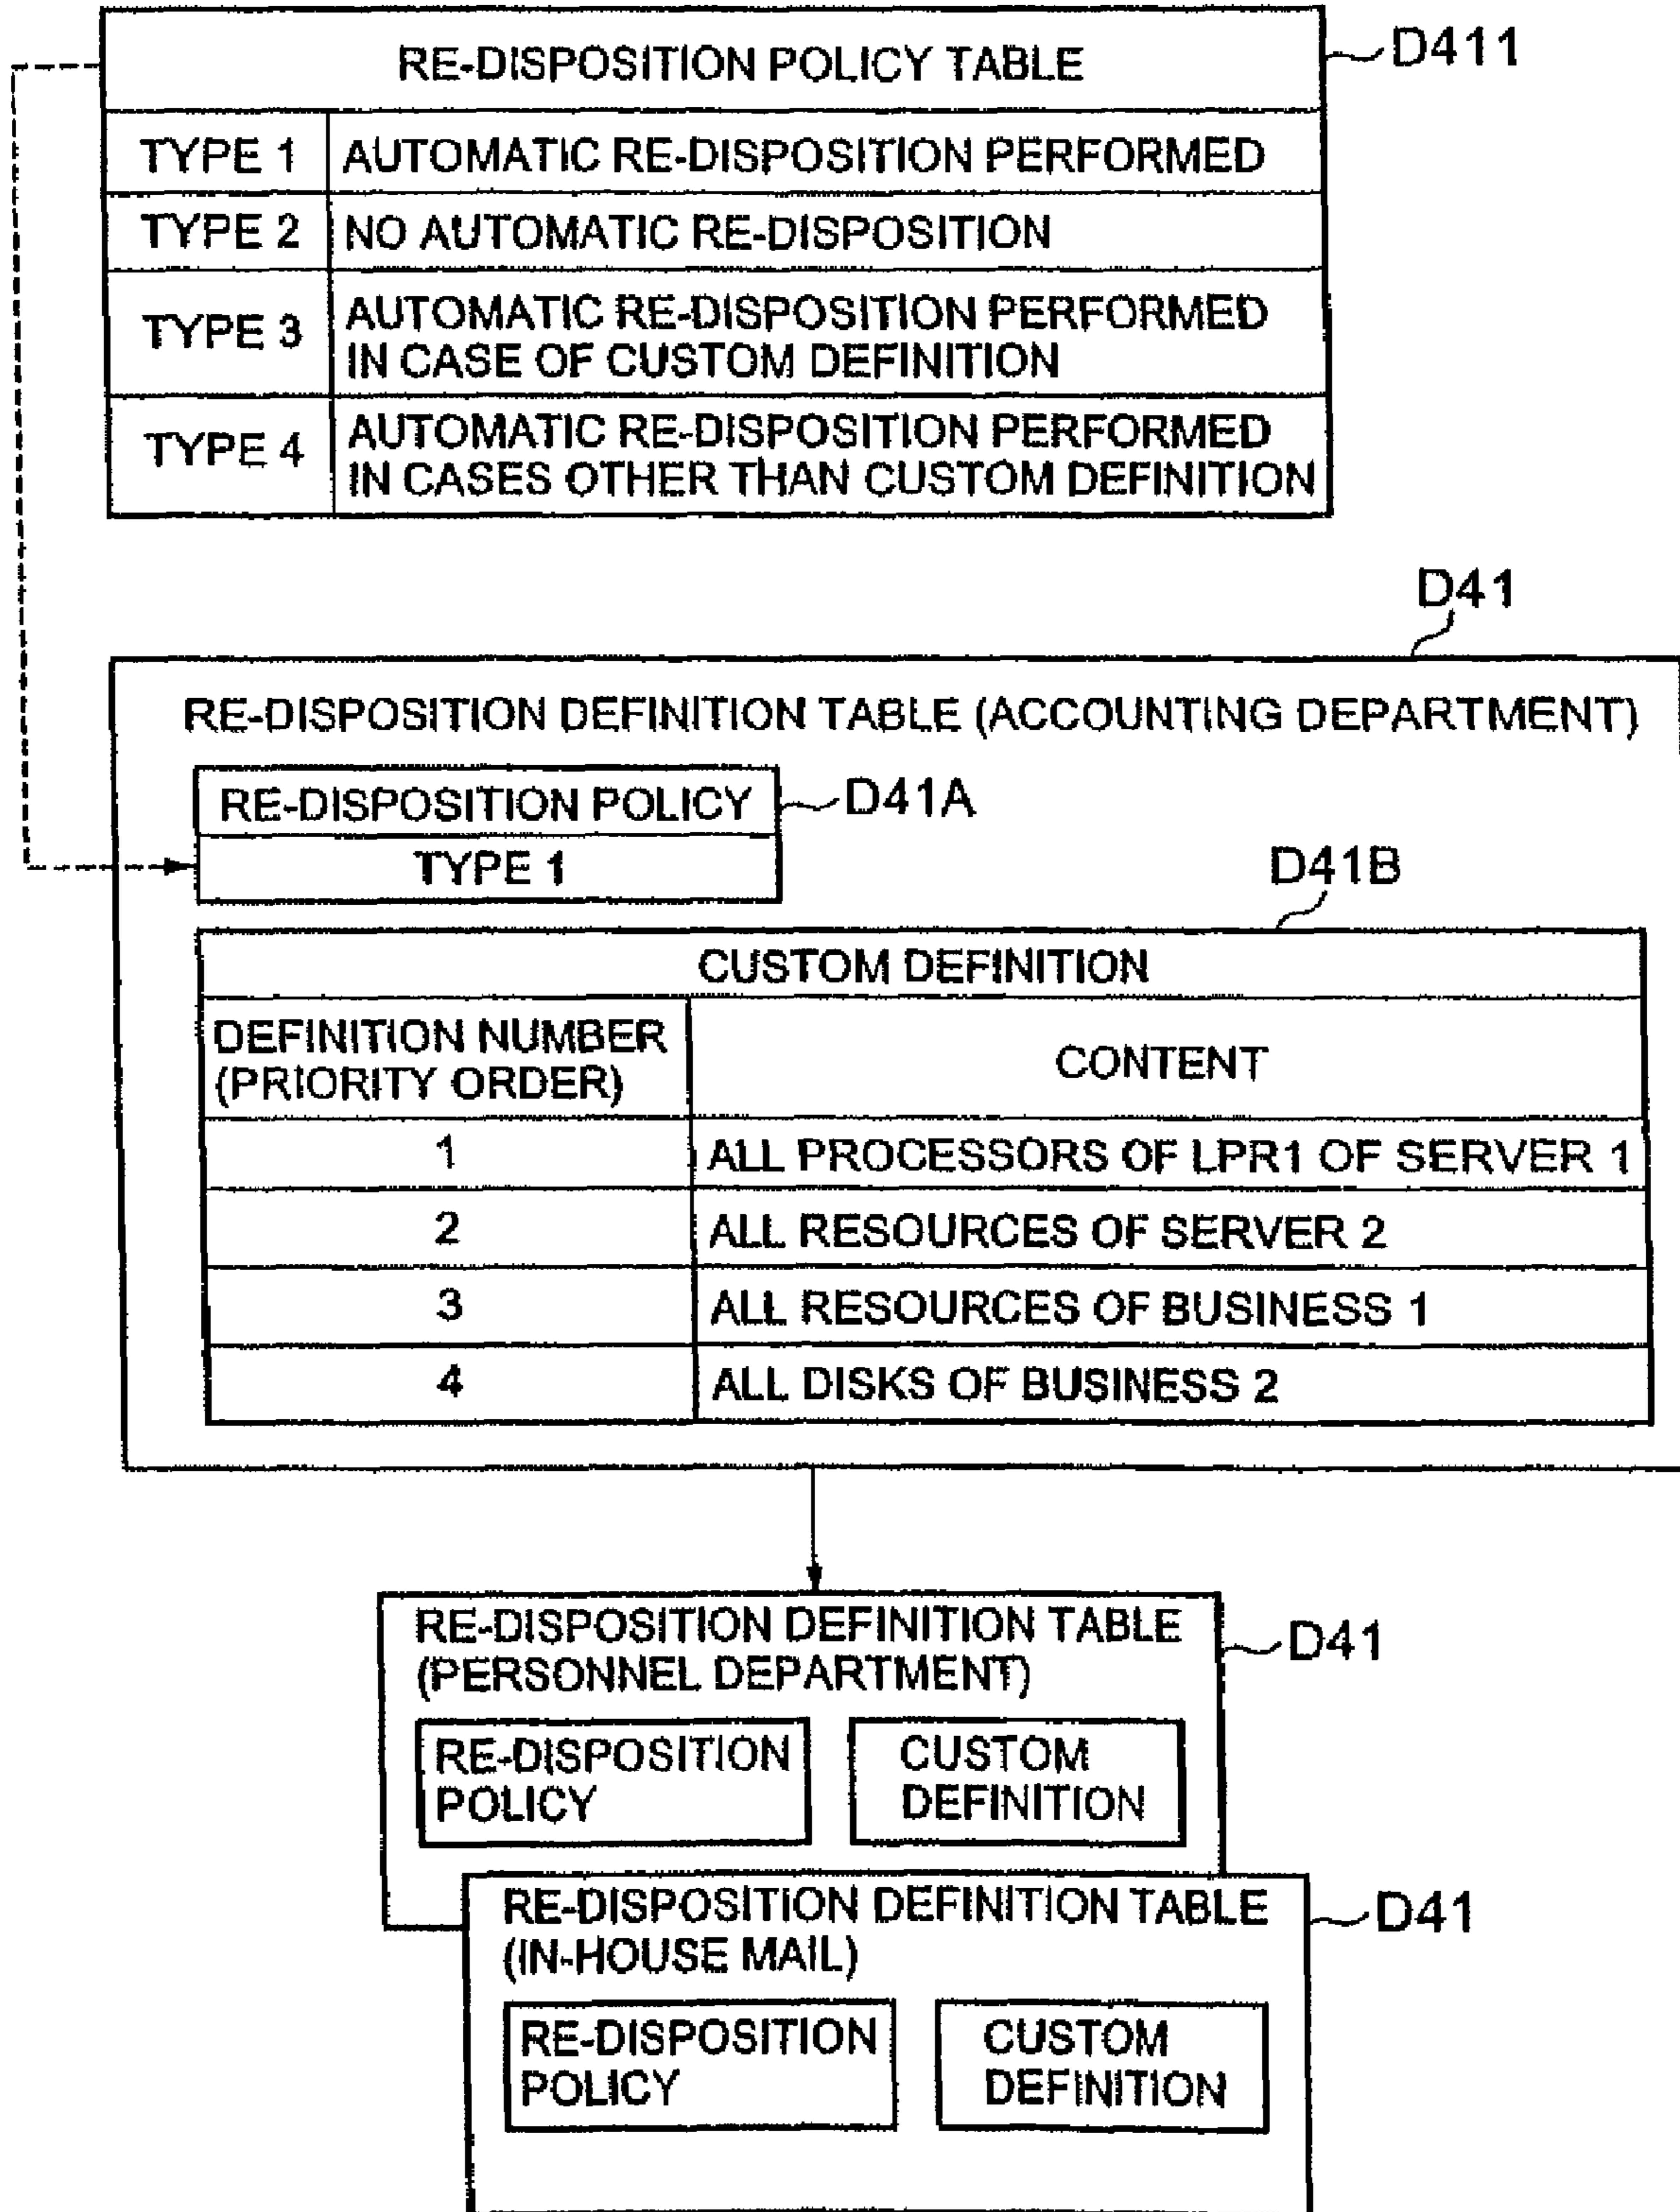 RE-DISPOSITION POLICY TABLE
D411
TYPE 1 AUTOMATIC RE-DISPOSITION PERFORMED
TYPE 2 NO AUTOMATIC RE-DISPOSITION
TYPE 3 AUTOMATIC RE-DISPOSITION PERFORMED
IN CASE OF CUSTOM DEFINITION
TYPE 4 AUTOMATIC RE-DISPOSITION PERFORMED
IN CASES OTHER THAN CUSTOM DEFINITION
D41
RE-DISPOSITION DEFINITION TABLE (ACCOUNTING DEPARTMENT)
RE-DISPOSITION POLICY
D41A
TYPE 1
D41B
CUSTOM DEFINITION
DEFINITION NUMBER
(PRIORITY ORDER)
CONTENT
1 ALL PROCESSORS OF LPR1 OF SERVER 1
2 ALL RESOURCES OF SERVER 2
3 ALL RESOURCES OF BUSINESS 1
4 ALL DISKS OF BUSINESS 2
RE-DISPOSITION DEFINITION TABLE
(PERSONNEL DEPARTMENT)
D41
RE-DISPOSITION
POLICY
CUSTOM
DEFINITION
RE-DISPOSITION DEFINITION TABLE
(IN-HOUSE MAIL)
D41
RE-DISPOSITION
POLICY
CUSTOM
DEFINITION